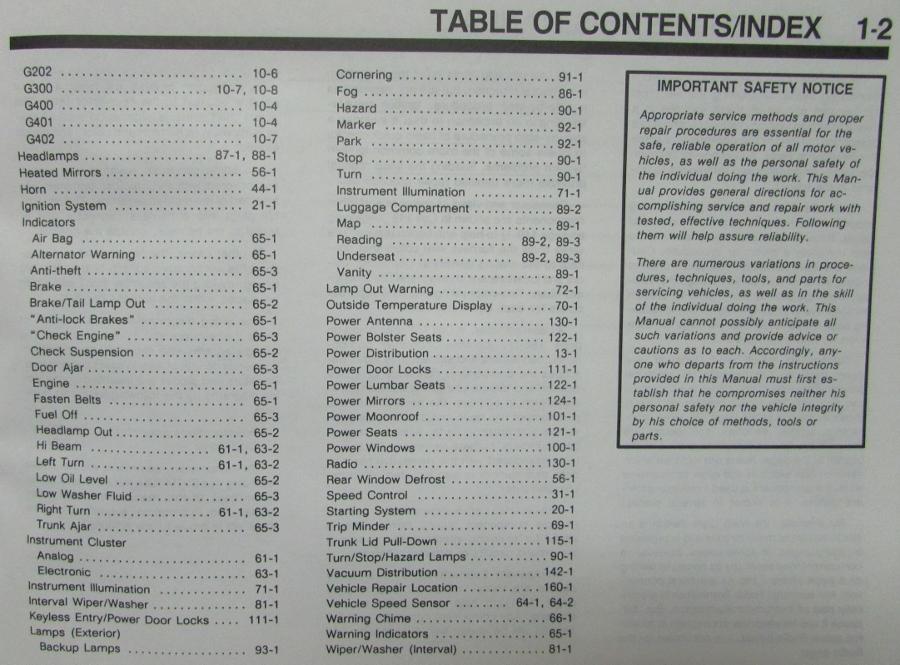 TABLE OF CONTENTS/INDEX 1-2
G202 .......................... 10-6
G300 ..................... 10-7, 10-8
G400 .......................... 10-4
G401 .......................... 10-4
G402 .......................... 10-7
Headlamps .................. 87-1, 88-1
Heated Mirrors .................... 56-1
Horn ........................... 44-1
Ignition System ................... 21-1
Indicators
Air Bag ........................ 65-1
Alternator Warning ................ 65-1
Anti-theft ....................... 65-3
Brake .......................... 65-1
Brake/Tail Lamp Out ............... 65-2
"Anti-lock Brakes" ................ 65-1
"Check Engine" .................. 65-3
Check Suspension ................ 65-2
Door Ajar ....................... 65-3
Engine ......................... 65-1
Fasten Belts ..................... 65-1
Fuel Off ........................ 65-3
Headlamp Out .................... 65-2
Hi Beam .................. 61-1, 63-2
Left Turn .................. 61-1, 63-2
Low Oil Level .................... 65-2
Low Washer Fluid ................. 65-3
Right Turn ................. 61-1, 63-2
Trunk Ajar ...................... 65-3
Instrument Cluster
Analog ......................... 61-1
Electronic ....................... 63-1
Instrument Illumination .............. 71-1
Interval Wiper/Washer ............... 81-1
Keyless Entry/Power Door Locks .... 111-1
Lamps (Exterior)
Backup Lamps ................... 93-1
Cornering ....................... 91-1
Fog ............................ 86-1
Hazard ......................... 90-1
Marker ......................... 92-1
Park ........................... 92-1
Stop ........................... 90-1
Turn ........................... 90-1
Instrument Illumination ............. 71-1
Luggage Compartment ............. 89-2
Map ........................... 89-1
Reading .................. 89-2, 89-3
Underseat ................. 89-2, 89-3
Vanity .......................... 89-1
Lamp Out Warning .................. 72-1
Outside Temperature Display ......... 70-1
Power Antenna .................... 130-1
Power Bolster Seats ................ 122-1
Power Distribution .................. 13-1
Power Door Locks .................. 111-1
Power Lumbar Seats ................ 122-1
Power Mirrors ..................... 124-1
Power Moonroof ................... 101-1
Power Seats ...................... 121-1
Power Windows ................... 100-1
Radio ........................... 130-1
Rear Window Defrost ................ 56-1
Speed Control ..................... 31-1
Starting System .................... 20-1
Trip Minder ....................... 69-1
Trunk Lid Pull-Down ................ 115-1
Turn/Stop/Hazard Lamps ............. 90-1
Vacuum Distribution ................ 142-1
Vehicle Repair Location ............. 160-1
Vehicle Speed Sensor ........ 64-1, 64-2
Warning Chime ..................... 66-1
Warning Indicators .................. 65-1
Wiper/Washer (Interval) .............. 81-1
IMPORTANT SAFETY NOTICE
Appropriate service methods and proper
repair procedures are essential for the
safe, reliable operation of all motor ve-
hicles, as well as the personal safety of
the individual doing the work. This Man-
ual provides general directions for ac-
complishing service and repair work with
tested, effective techniques. Following
them will help assure reliability.
There are numerous variations in proce-
dures, techniques, tools, and parts for
servicing vehicles, as well as in the skill
of the individual doing the work. This
Manual cannot possibly anticipate all
such variations and provide advice or
cautions as to each. Accordingly, any-
one who departs from the instructions
provided in this Manual must first es-
tablish that he compromises neither his
personal safety nor the vehicle integrity
by his choice of methods, tools or
parts.